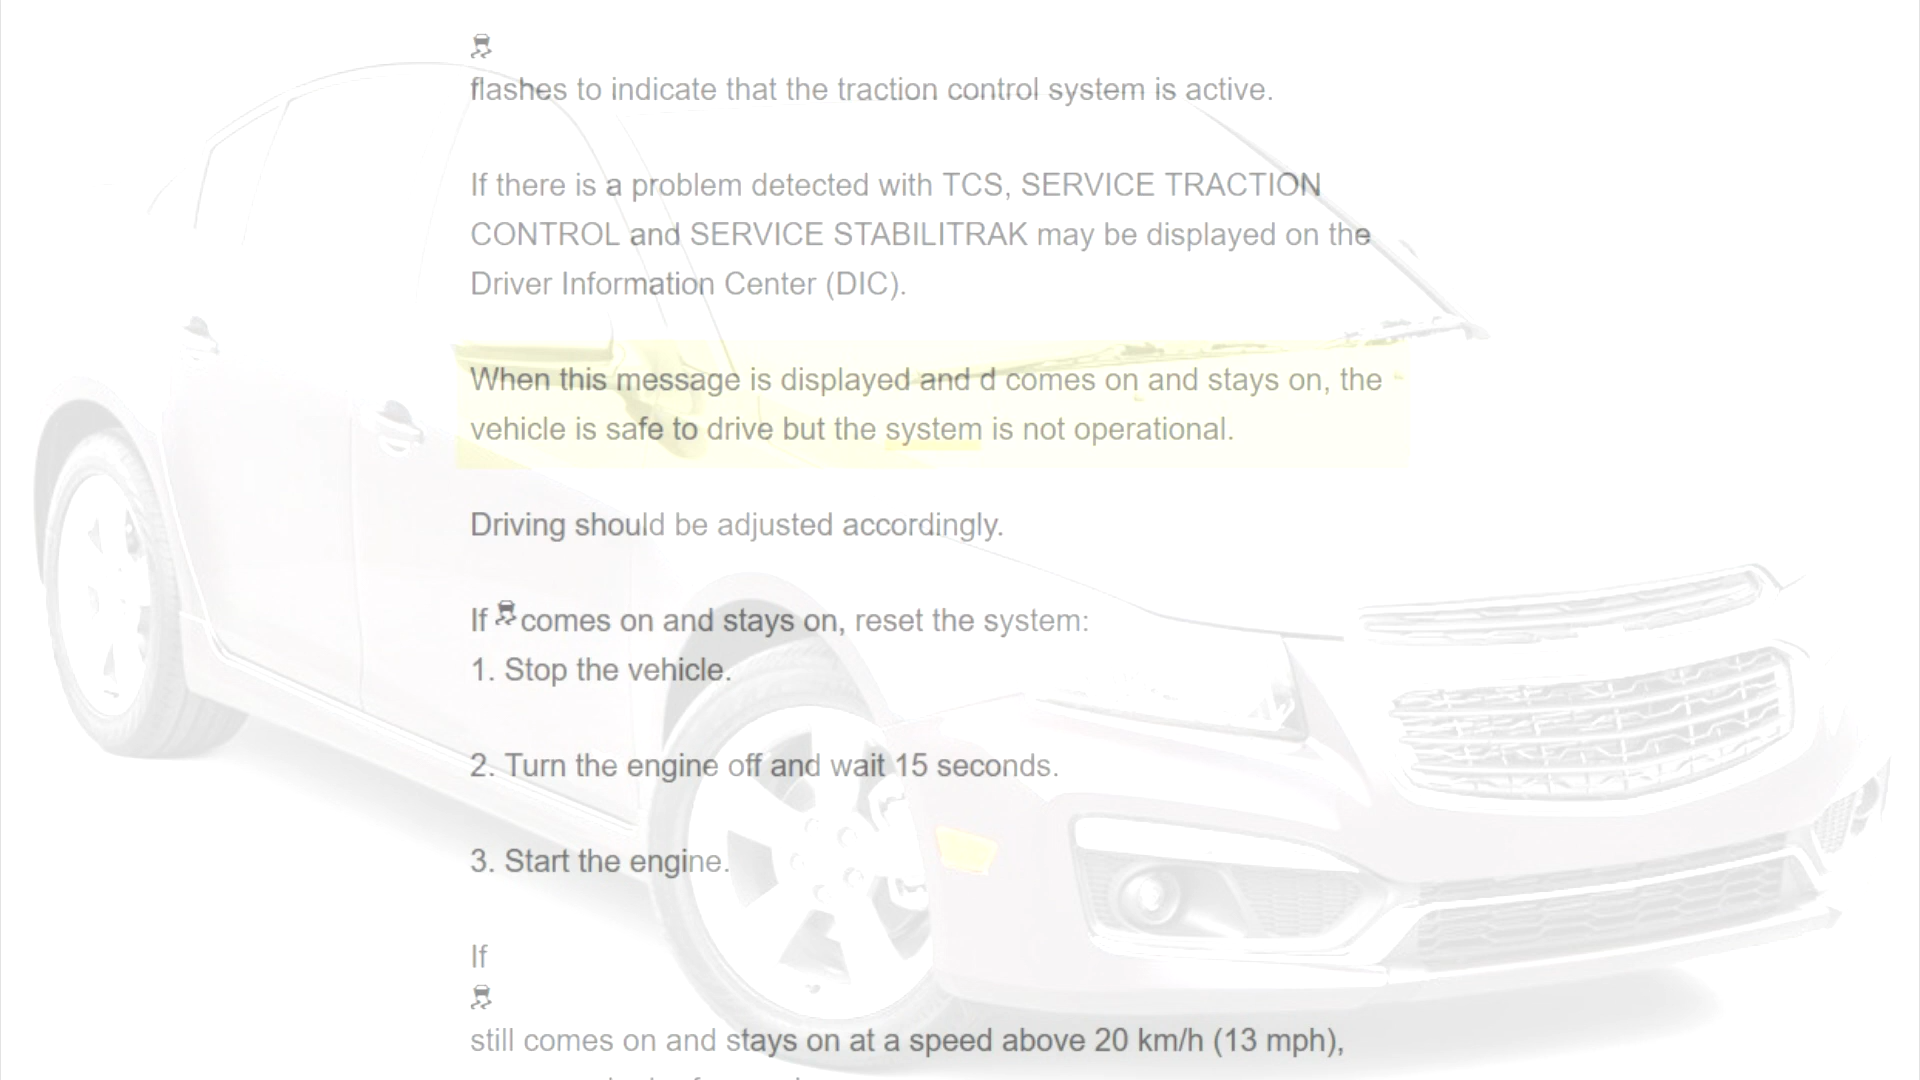 flashes to indicate that the traction control system is active.
If there is a problem detected with TCS, SERVICE TRACTION
CONTROL and SERVICE STABILITRAK may be displayed on the
Driver Information Center (DIC).
When this message is displayed and d comes on and stays on, the
vehicle is safe to drive but the system is not operational.
Driving should be adjusted accordingly.
If comes on and stays on, reset the system:
1. Stop the vehicle.
2. Turn the engine off and wait 15 seconds.
3. Start the engine.
If
still comes on and stays on at a speed above 20 km/h (13 mph),